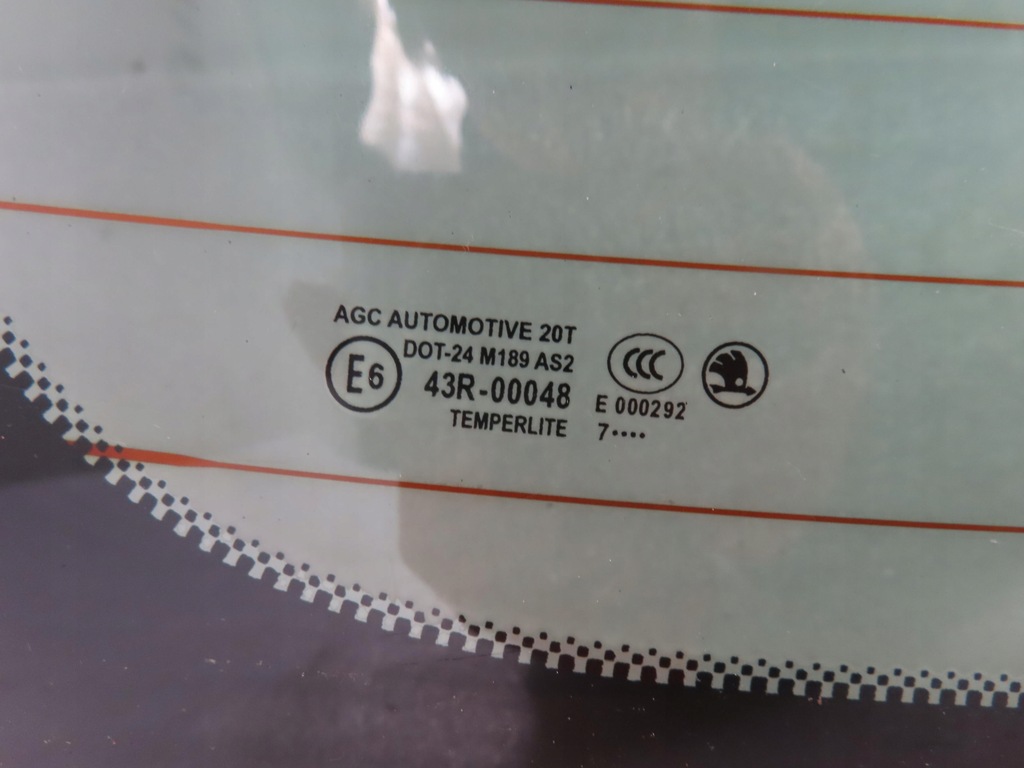 AGC AUTOMOTIVE 20T
DOT-24 M189 AS2
E6
43R-00048
TEMPERLITE
CCC
E 000292
7••••